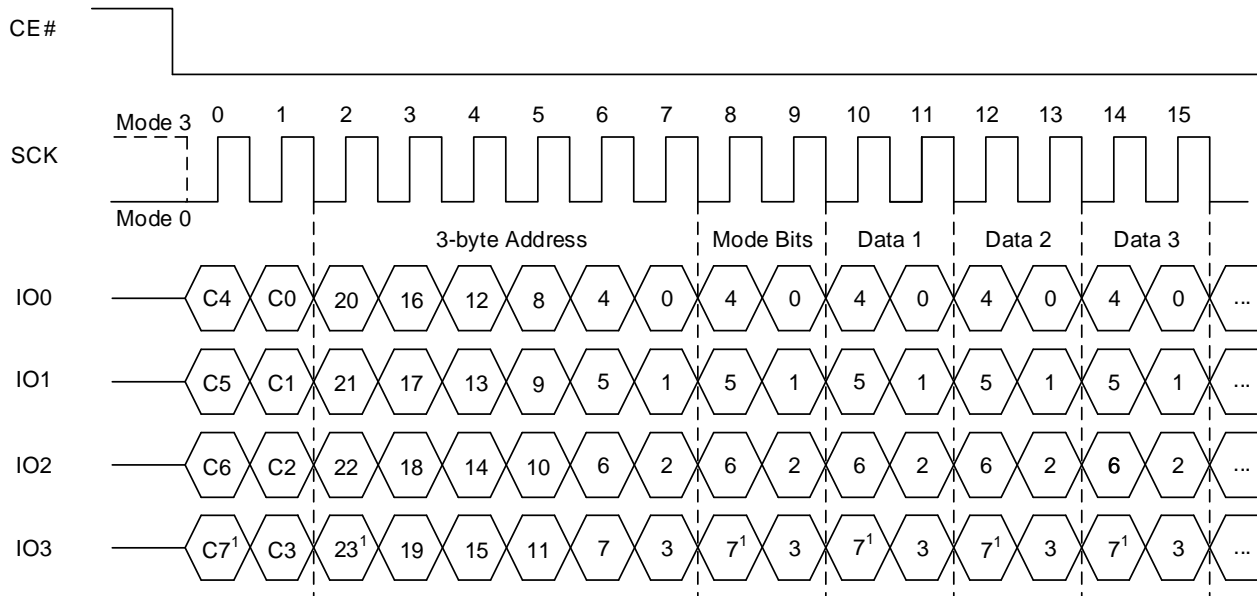 CE#
0 1 2 3 4 5 6 7 8 9 10 11 12 13 14 15
Mode 3
SCK
Mode 0
3-byte Address Mode Bits Data 1 Data 2 Data 3
IO0 C4 C0 20 16 12 8 4 0 4 0 4 0 4 0 4 0 ...
IO1 C5 C1 21 17 13 9 5 1 5 1 5 1 5 1 5 1 ...
IO2 C6 C2 22 18 14 10 6 2 6 2 6 2 6 2 6 2 ...
IO3 C7¹ C3 23¹ 19 15 11 7 3 7¹ 3 7¹ 3 7¹ 3 7¹ 3 ...